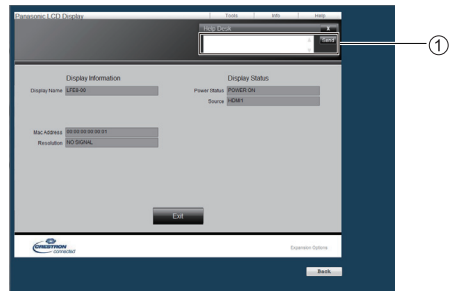 Panasonic LCD Display
Tools Info Help
Help Desk x
Send
①
Display Information Display Status
Display Name LFE8-00 Power Status POWER ON
Source HDMI1
Mac Address 00:00:00:00:00:01
Resolution NO SIGNAL
Exit
CRESTRON
connected
Expansion Options
Back